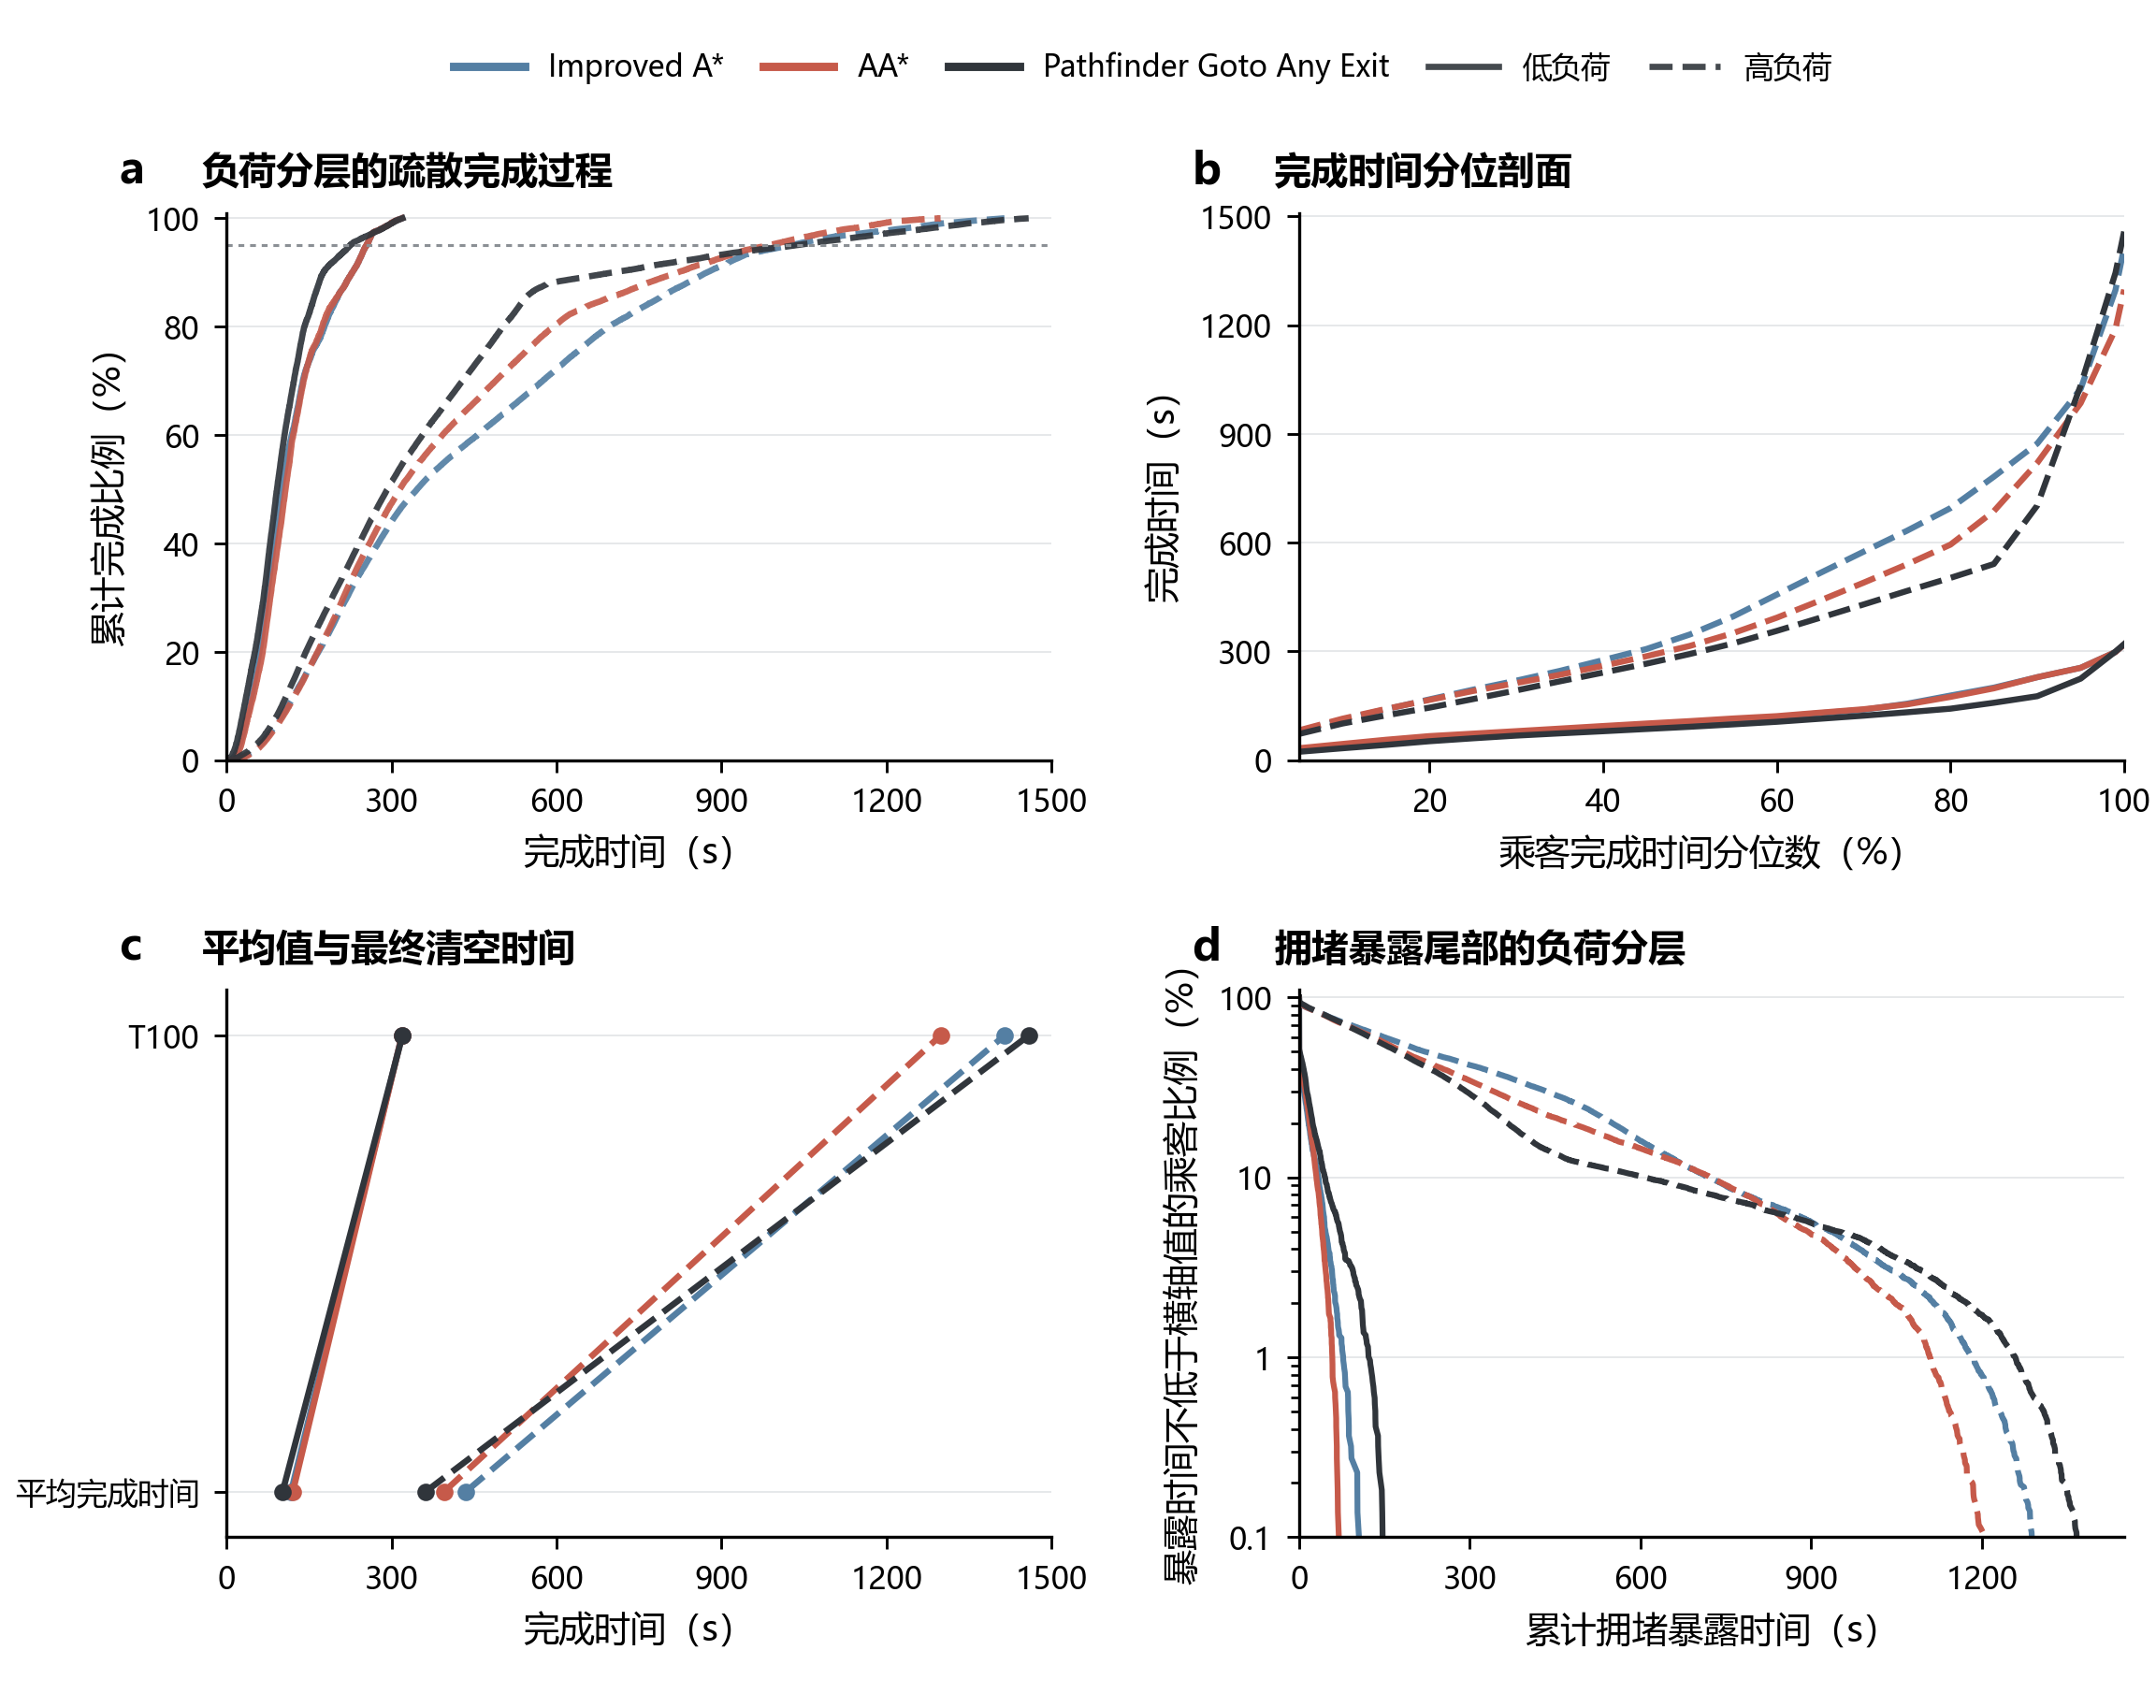 Improved A* AA* Pathfinder Goto Any Exit 低负荷 高负荷
a 负荷分层的疏散完成过程
100
80
60
40
20
0
累计完成比例（%）
0 300 600 900 1200 1500
完成时间（s）
b 完成时间分位剖面
1500
1200
900
600
300
0
完成时间（s）
20 40 60 80 100
乘客完成时间分位数（%）
c 平均值与最终清空时间
T100
平均完成时间
0 300 600 900 1200 1500
完成时间（s）
d 拥堵暴露尾部的负荷分层
100
10
1
0.1
暴露时间不低于横轴值的乘客比例（%）
0 300 600 900 1200
累计拥堵暴露时间（s）